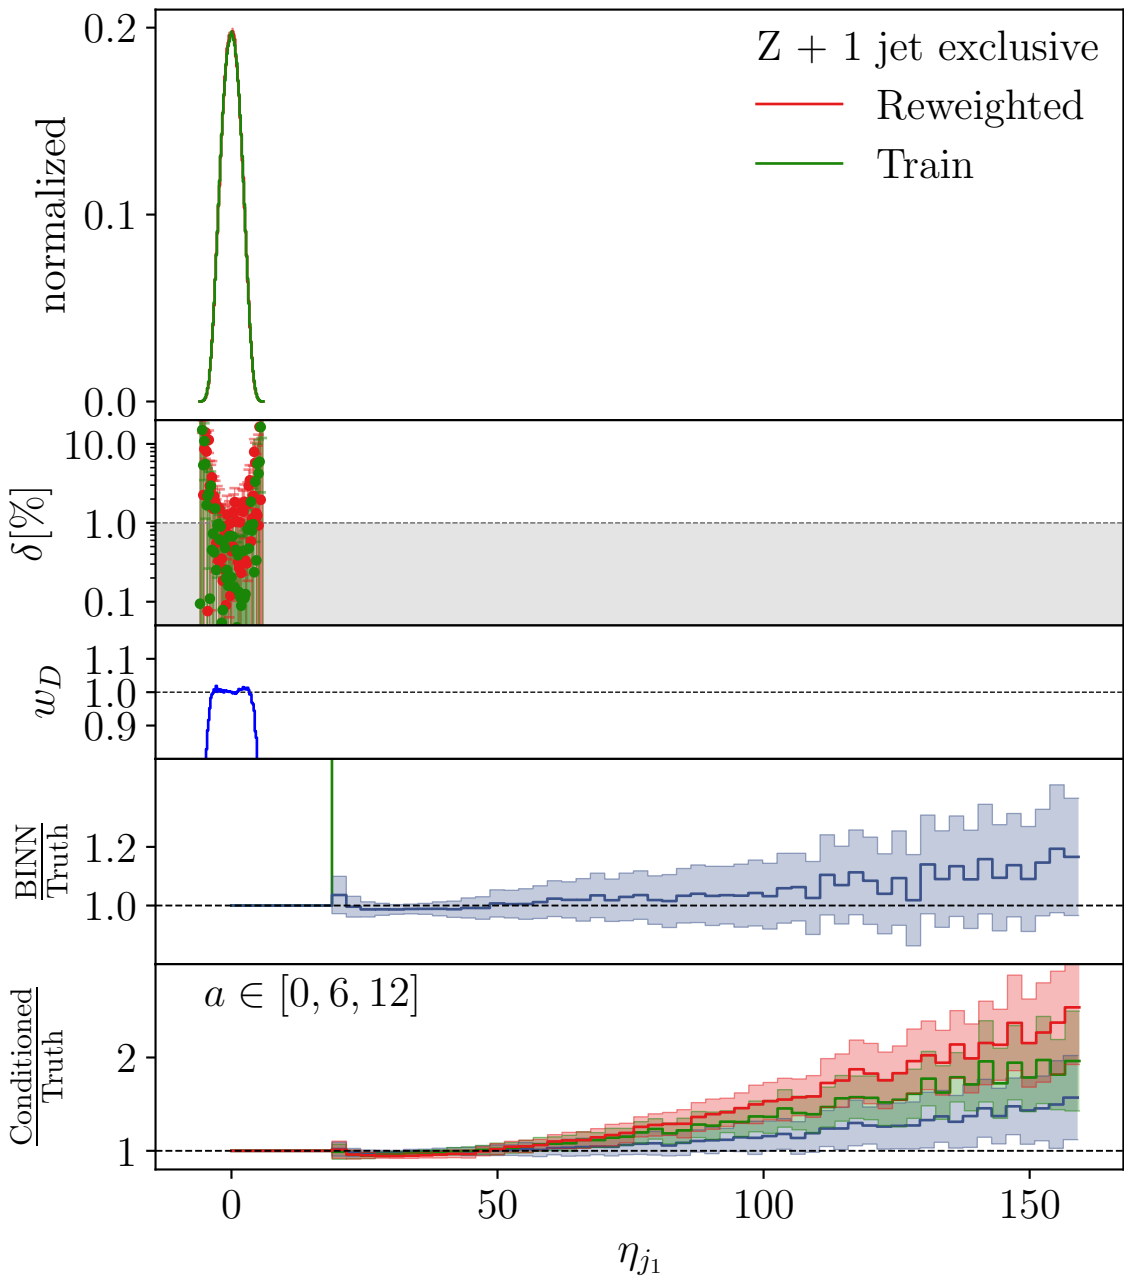 normalized
0.2
0.1
0.0
Z + 1 jet exclusive
Reweighted
Train
δ[%]
10.0
1.0
0.1
w_D
1.1
1.0
0.9
BINN
Truth
1.2
1.0
Conditioned
Truth
2
1
a ∈ [0, 6, 12]
0 50 100 150
η_{j_1}